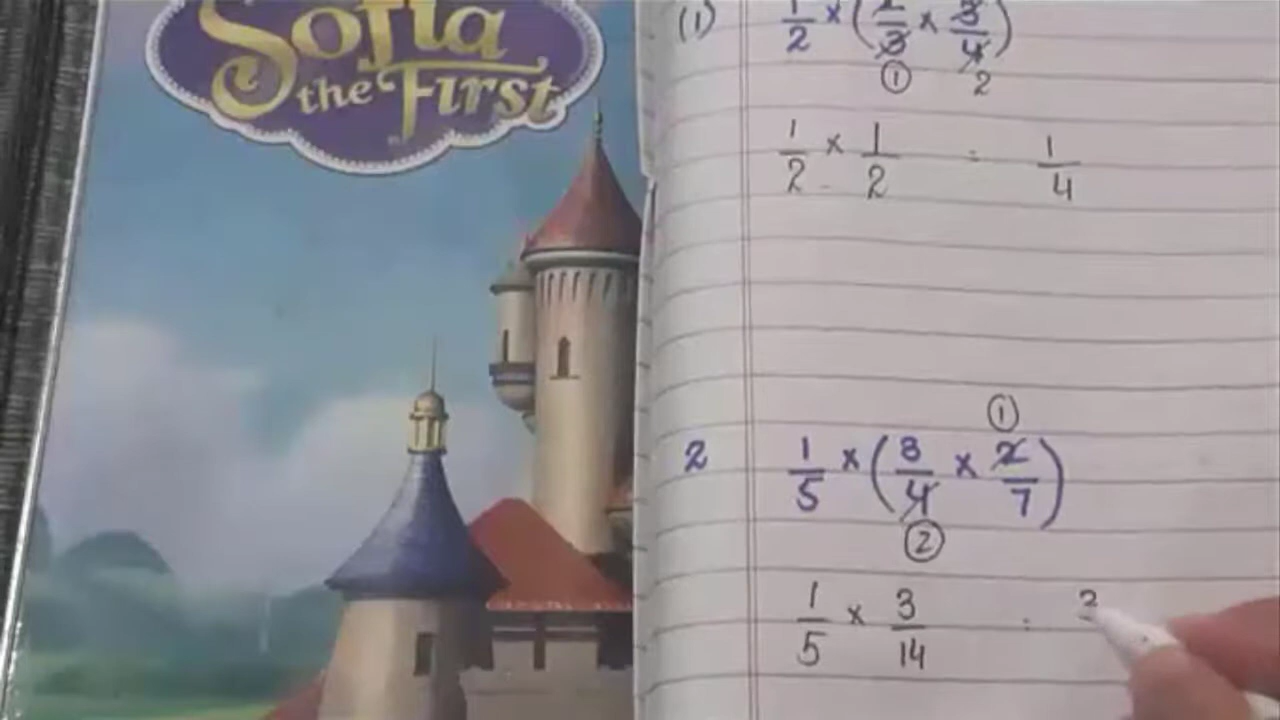 Sofia
the First
(1) 1/2 × (2/3 × 3/4)
① 2
1/2 × 1/2 = 1/4
①
2 1/5 × (3/4 × 2/7)
②
1/5 × 3/14 = 3